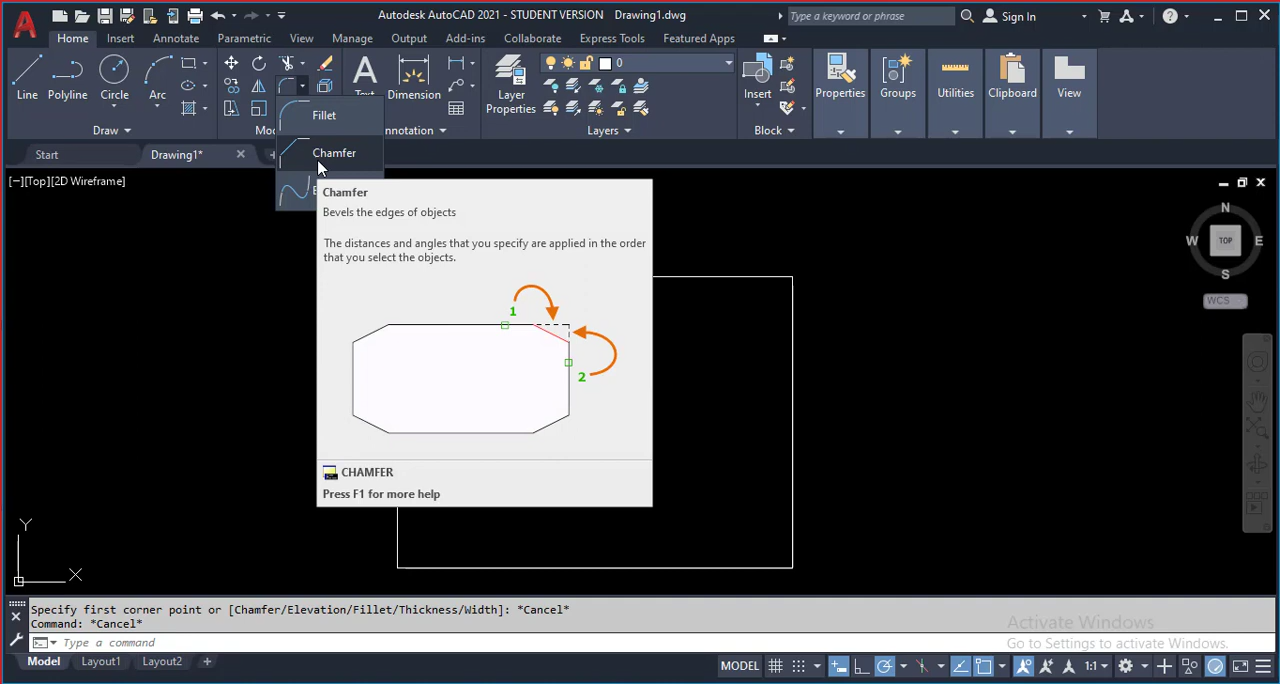 Autodesk AutoCAD 2021 - STUDENT VERSION Drawing1.dwg
Type a keyword or phrase
Sign In
Home Insert Annotate Parametric View Manage Output Add-ins Collaborate Express Tools Featured Apps
Line Polyline Circle Arc
Text Dimension
Layer Properties
0
Insert
Properties Groups Utilities Clipboard View
Draw
Layers
Block
Start
Drawing1*
Fillet
Chamfer
[−][Top][2D Wireframe]
Chamfer
Bevels the edges of objects
The distances and angles that you specify are applied in the order
that you select the objects.
1
2
CHAMFER
Press F1 for more help
N
W TOP E
S
WCS
Y
X
Specify first corner point or [Chamfer/Elevation/Fillet/Thickness/Width]: *Cancel*
Command: *Cancel*
Type a command
Activate Windows
Go to Settings to activate Windows.
Model Layout1 Layout2
MODEL
1:1